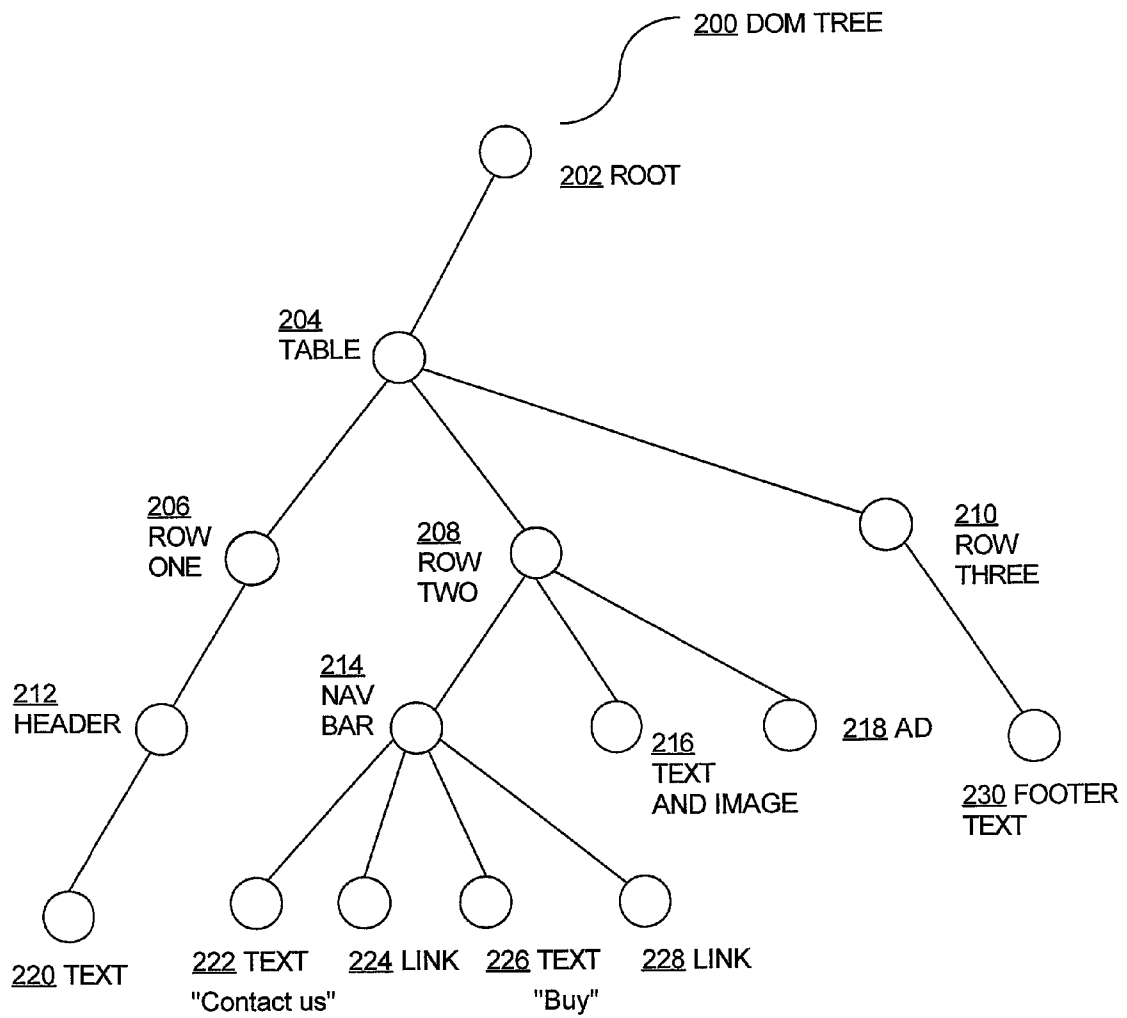 200 DOM TREE
202 ROOT
204
TABLE
206
ROW
ONE
208
ROW
TWO
210
ROW
THREE
212
HEADER
214
NAV
BAR
216
TEXT
AND IMAGE
218 AD
230 FOOTER
TEXT
220 TEXT
222 TEXT
"Contact us"
224 LINK
226 TEXT
"Buy"
228 LINK